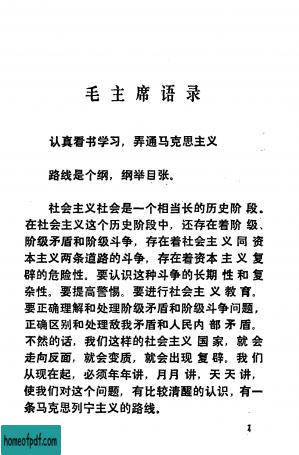 毛主席语录
认真看书学习，弄通马克思主义
路线是个纲，纲举目张。
社会主义社会是一个相当长的历史阶段。
在社会主义这个历史阶段中，还存在着阶级、
阶级矛盾和阶级斗争，存在着社会主义同资
本主义两条道路的斗争，存在着资本主义复
辟的危险性。要认识这种斗争的长期性和复
杂性。要提高警惕。要进行社会主义教育。
要正确理解和处理阶级矛盾和阶级斗争问题，
正确区别和处理敌我矛盾和人民内部矛盾。
不然的话，我们这样的社会主义国家，就会
走向反面，就会变质，就会出现复辟。我们
从现在起，必须年年讲，月月讲，天天讲，
使我们对这个问题，有比较清醒的认识，有一
条马克思列宁主义的路线。
1
homeofpdf.com